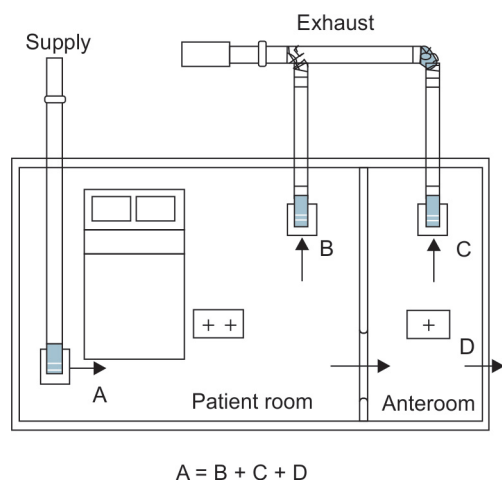 Exhaust
Supply
B
C
+ +
+
D
A
Patient room
Anteroom
A = B + C + D